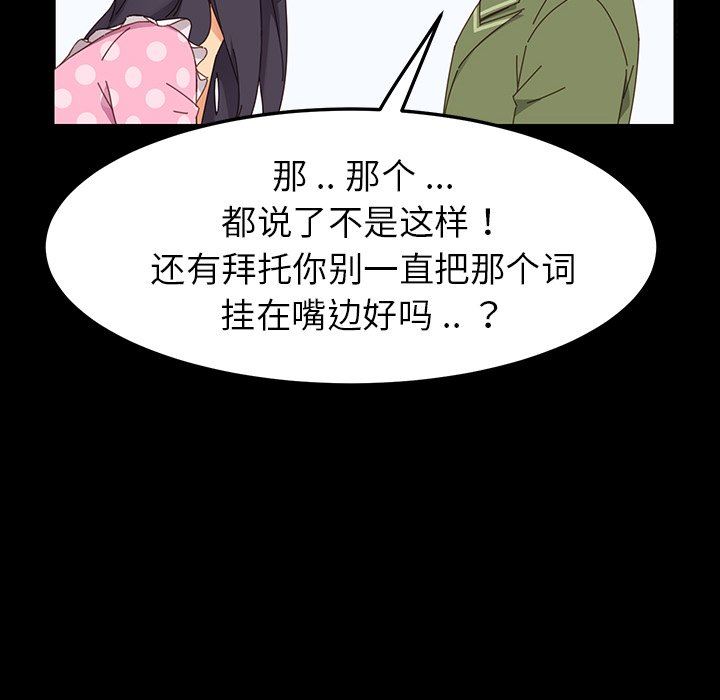 那 .. 那个 ...
都说了不是这样！
还有拜托你别一直把那个词
挂在嘴边好吗 .. ？